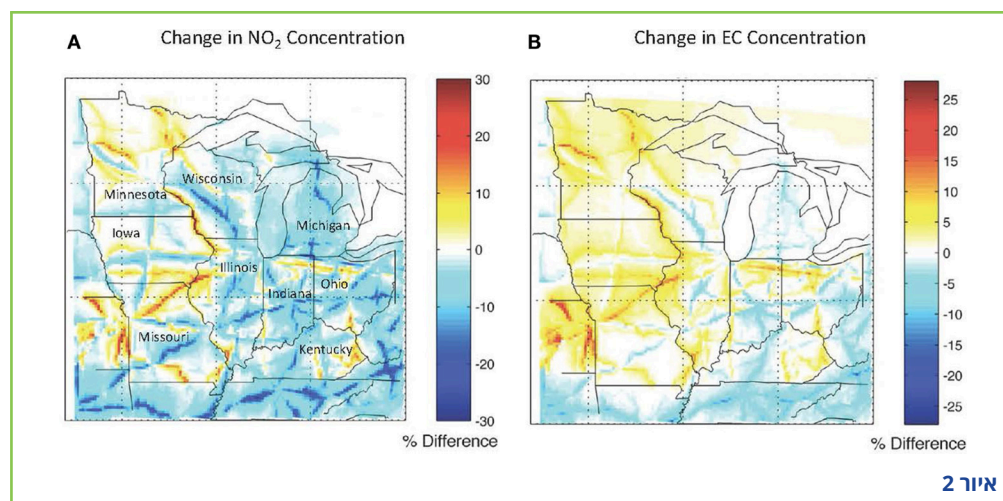 A
Change in NO₂ Concentration
30
20
10
0
-10
-20
-30
Wisconsin
Minnesota
Michigan
Iowa
Illinois
Ohio
Indiana
Missouri
Kentucky
% Difference
B
Change in EC Concentration
25
20
15
10
5
0
-5
-10
-15
-20
-25
% Difference
איור 2